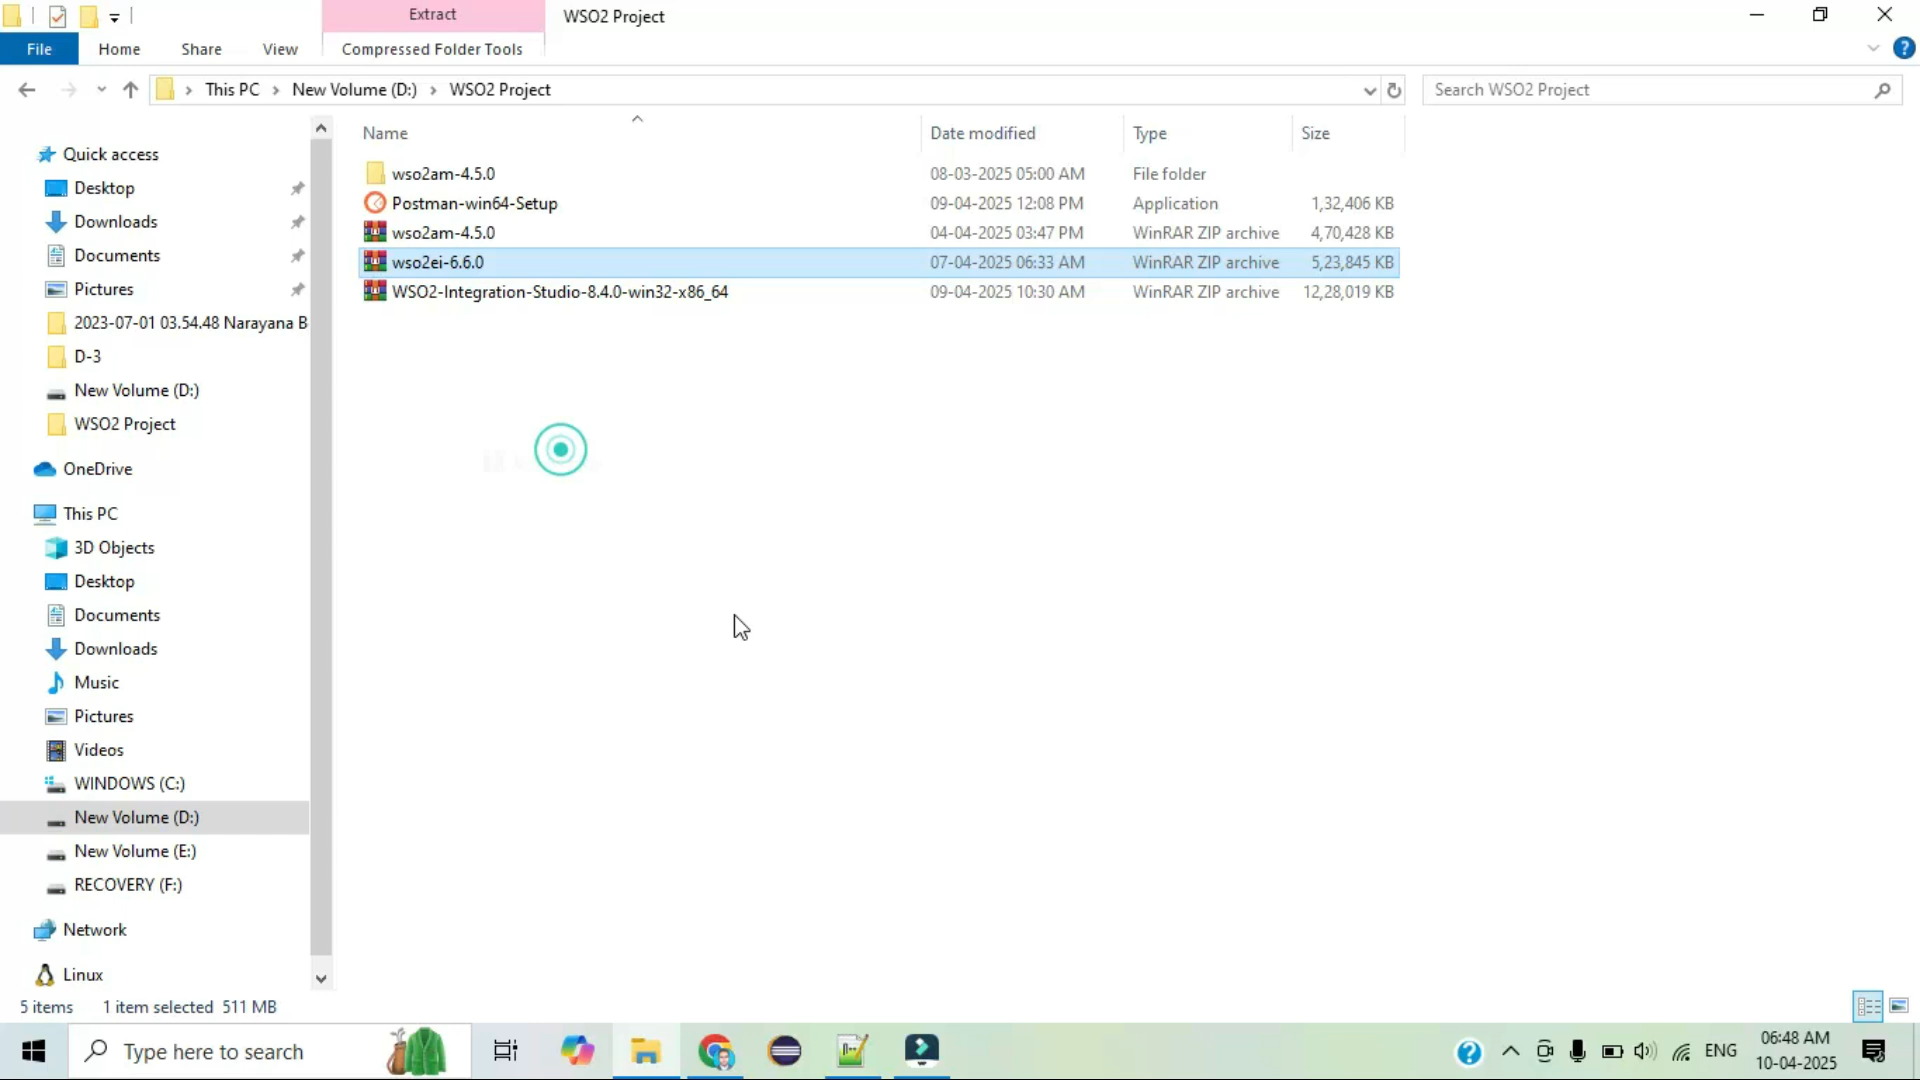 Extract
WSO2 Project
File
Home
Share
View
Compressed Folder Tools
This PC
New Volume (D:)
WSO2 Project
Search WSO2 Project
Name
Date modified
Type
Size
wso2am-4.5.0
08-03-2025 05:00 AM
File folder
Postman-win64-Setup
09-04-2025 12:08 PM
Application
1,32,406 KB
wso2am-4.5.0
04-04-2025 03:47 PM
WinRAR ZIP archive
4,70,428 KB
wso2ei-6.6.0
07-04-2025 06:33 AM
WinRAR ZIP archive
5,23,845 KB
WSO2-Integration-Studio-8.4.0-win32-x86_64
09-04-2025 10:30 AM
WinRAR ZIP archive
12,28,019 KB
Quick access
Desktop
Downloads
Documents
Pictures
2023-07-01 03.54.48 Narayana B
D-3
New Volume (D:)
WSO2 Project
OneDrive
This PC
3D Objects
Desktop
Documents
Downloads
Music
Pictures
Videos
WINDOWS (C:)
New Volume (D:)
New Volume (E:)
RECOVERY (F:)
Network
Linux
5 items
1 item selected 511 MB
Type here to search
ENG
06:48 AM
10-04-2025